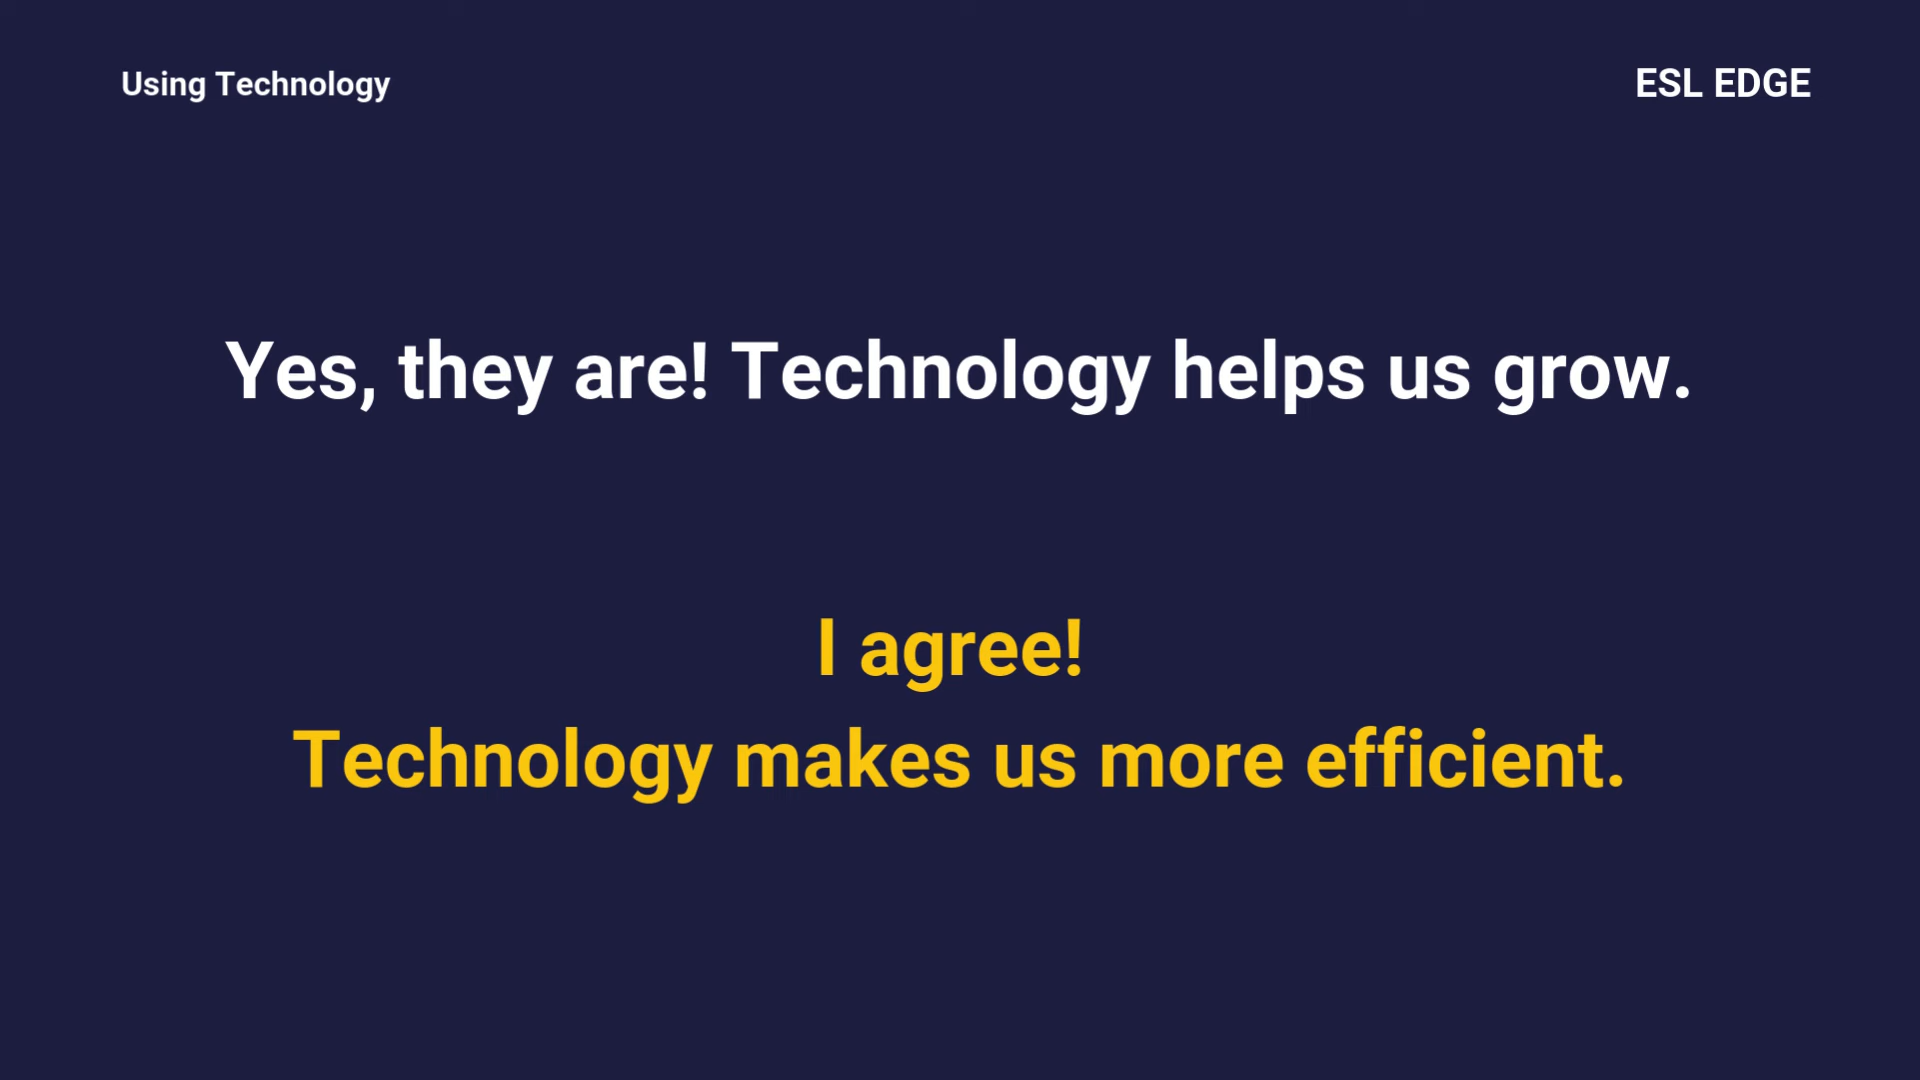 Using Technology
ESL EDGE
Yes, they are! Technology helps us grow.
I agree!
Technology makes us more efficient.